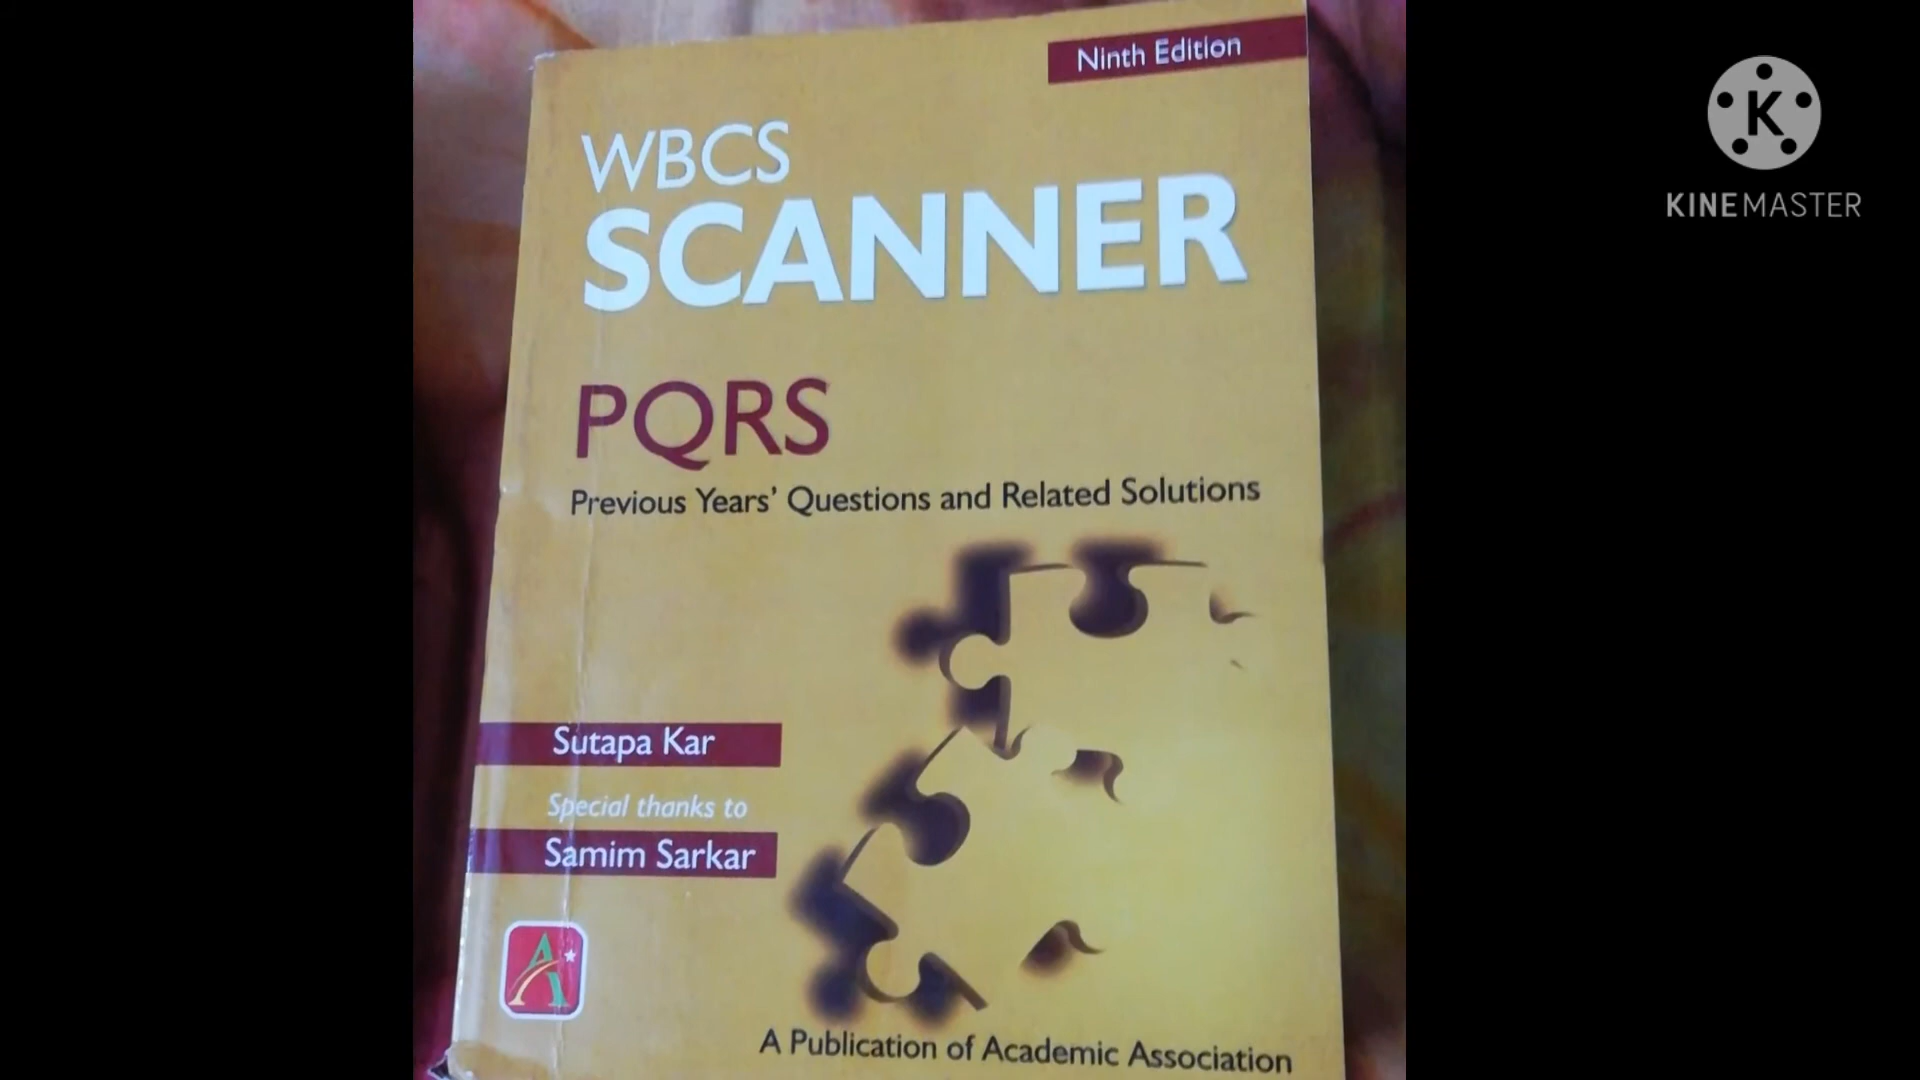 Ninth Edition
WBCS
SCANNER
PQRS
Previous Years' Questions and Related Solutions
Sutapa Kar
Special thanks to
Samim Sarkar
A
A Publication of Academic Association
K
KINEMASTER